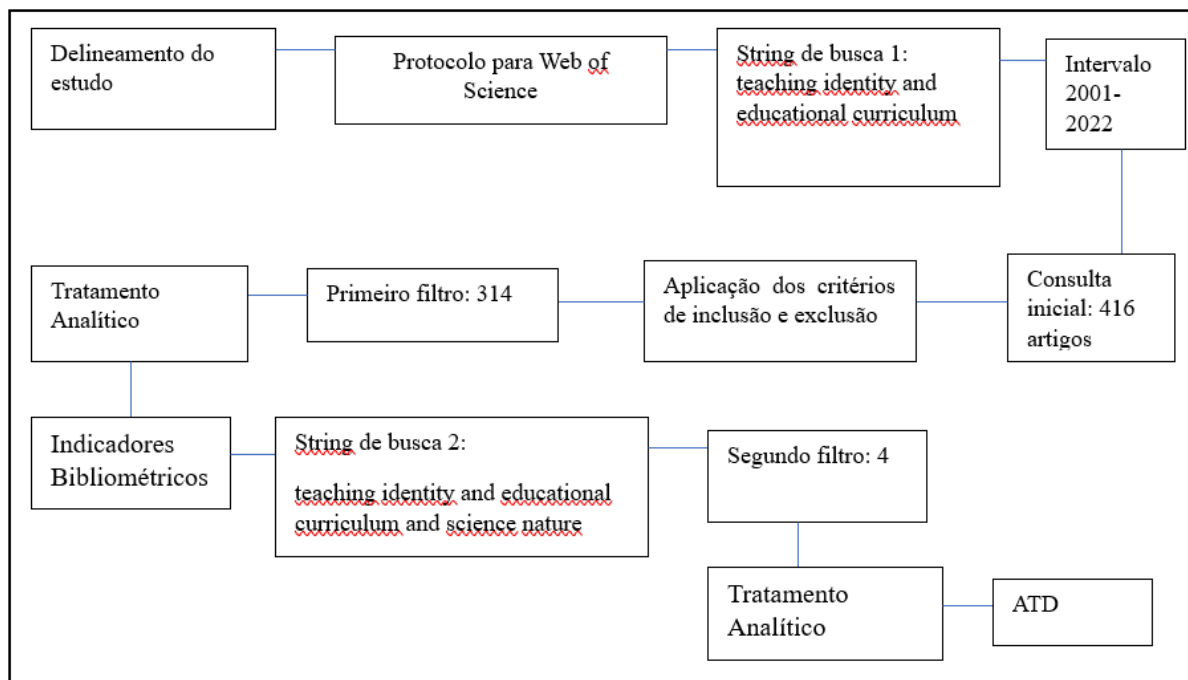 Delineamento do
estudo
Protocolo para Web of
Science
String de busca 1:
teaching identity and
educational curriculum
Intervalo
2001-
2022
Consulta
inicial: 416
artigos
Aplicação dos critérios
de inclusão e exclusão
Primeiro filtro: 314
Tratamento
Analítico
Indicadores
Bibliométricos
String de busca 2:
teaching identity and educational
curriculum and science nature
Segundo filtro: 4
Tratamento
Analítico
ATD